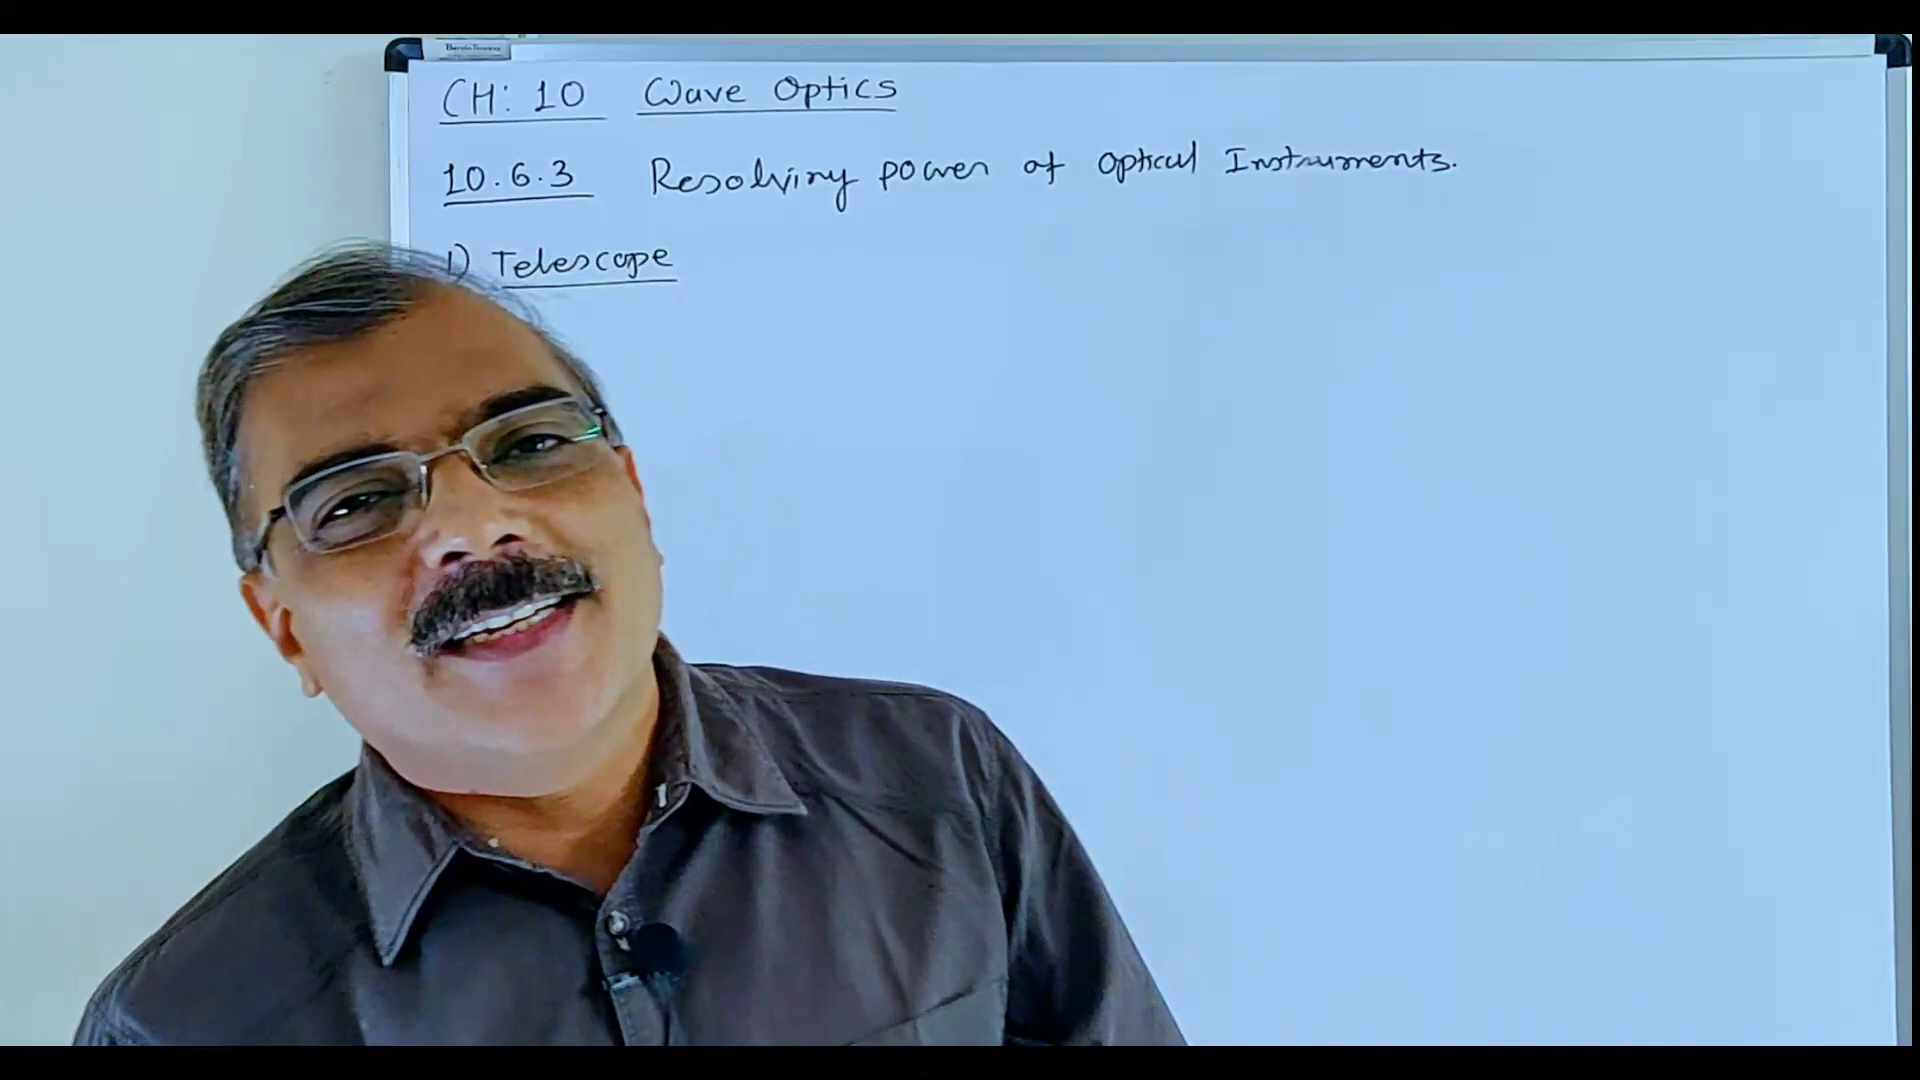 CH: 10 Wave Optics
10.6.3 Resolving power of Optical Instruments.
1) Telescope